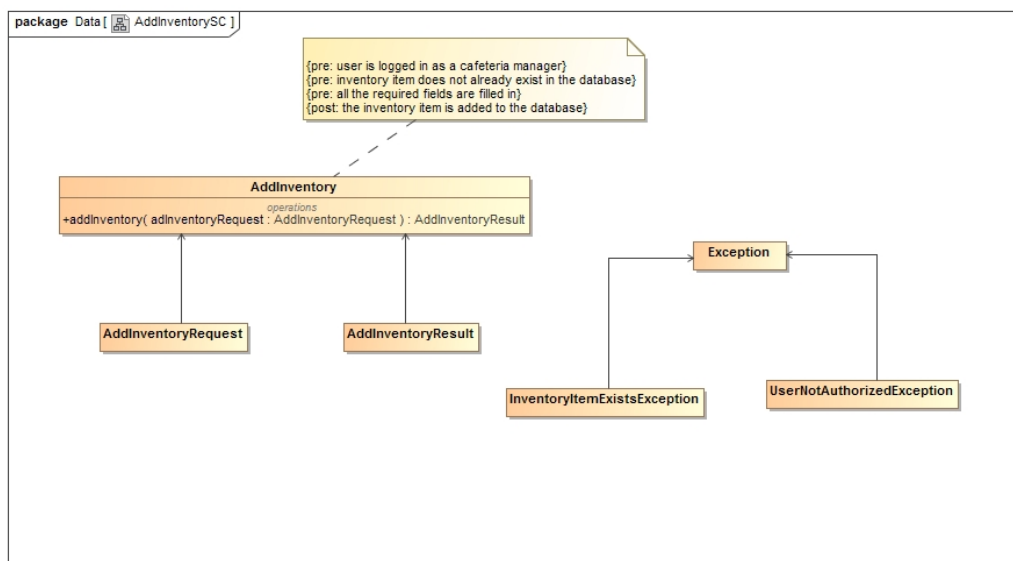 package Data [ AddInventorySC ]
{pre: user is logged in as a cafeteria manager}
{pre: inventory item does not already exist in the database}
{pre: all the required fields are filled in}
{post: the inventory item is added to the database}
AddInventory
operations
+addInventory( adInventoryRequest : AddInventoryRequest ) : AddInventoryResult
Exception
AddInventoryRequest
AddInventoryResult
InventoryItemExistsException
UserNotAuthorizedException